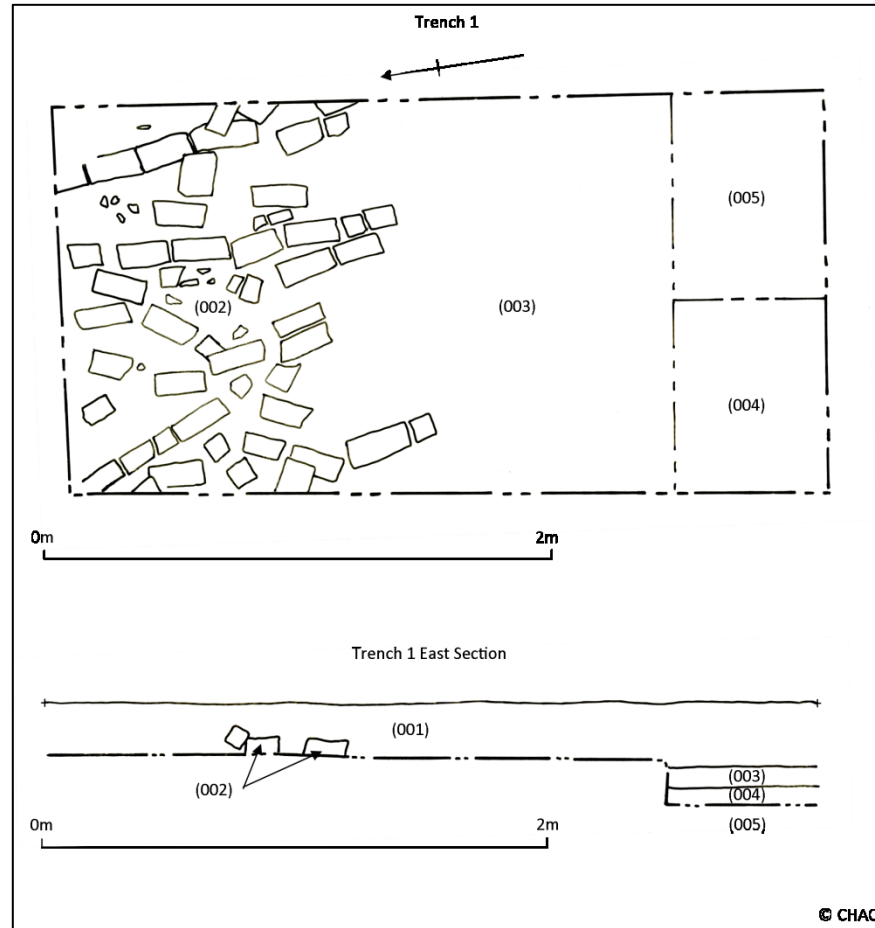 Trench 1
(005)
(002)
(003)
(004)
0m
2m
Trench 1 East Section
(001)
(002)
(003)
(004)
(005)
0m
2m
© CHAC